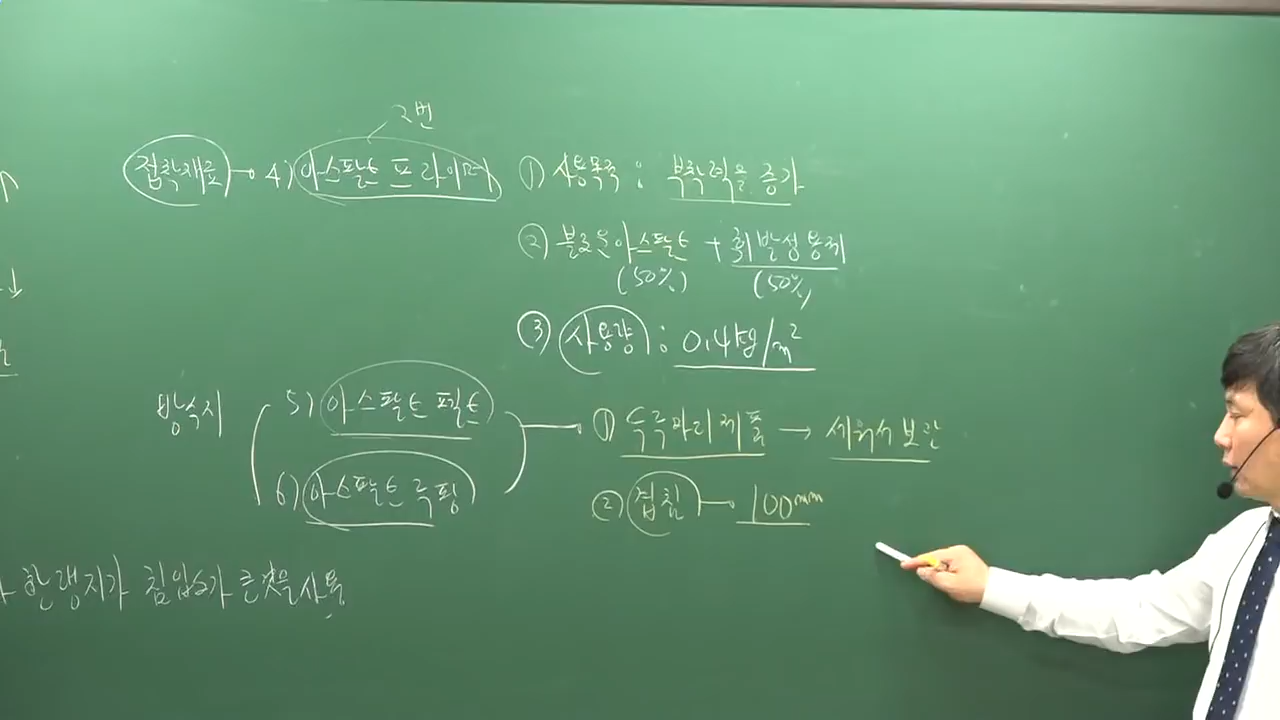 2번
접착재료 4) 아스팔트 프라이머 ① 사용목적 : 부착력을 증가
② 블로운아스팔트 + 휘발성용제
(50%) (50%)
③ 사용량 : 0.4kg/m²
방수지 5) 아스팔트 펠트 ① 두루마리제품 → 세워서 보관
6) 아스팔트 루핑 ② 겹침 100mm
한랭지가 침입도가 큰것을사용